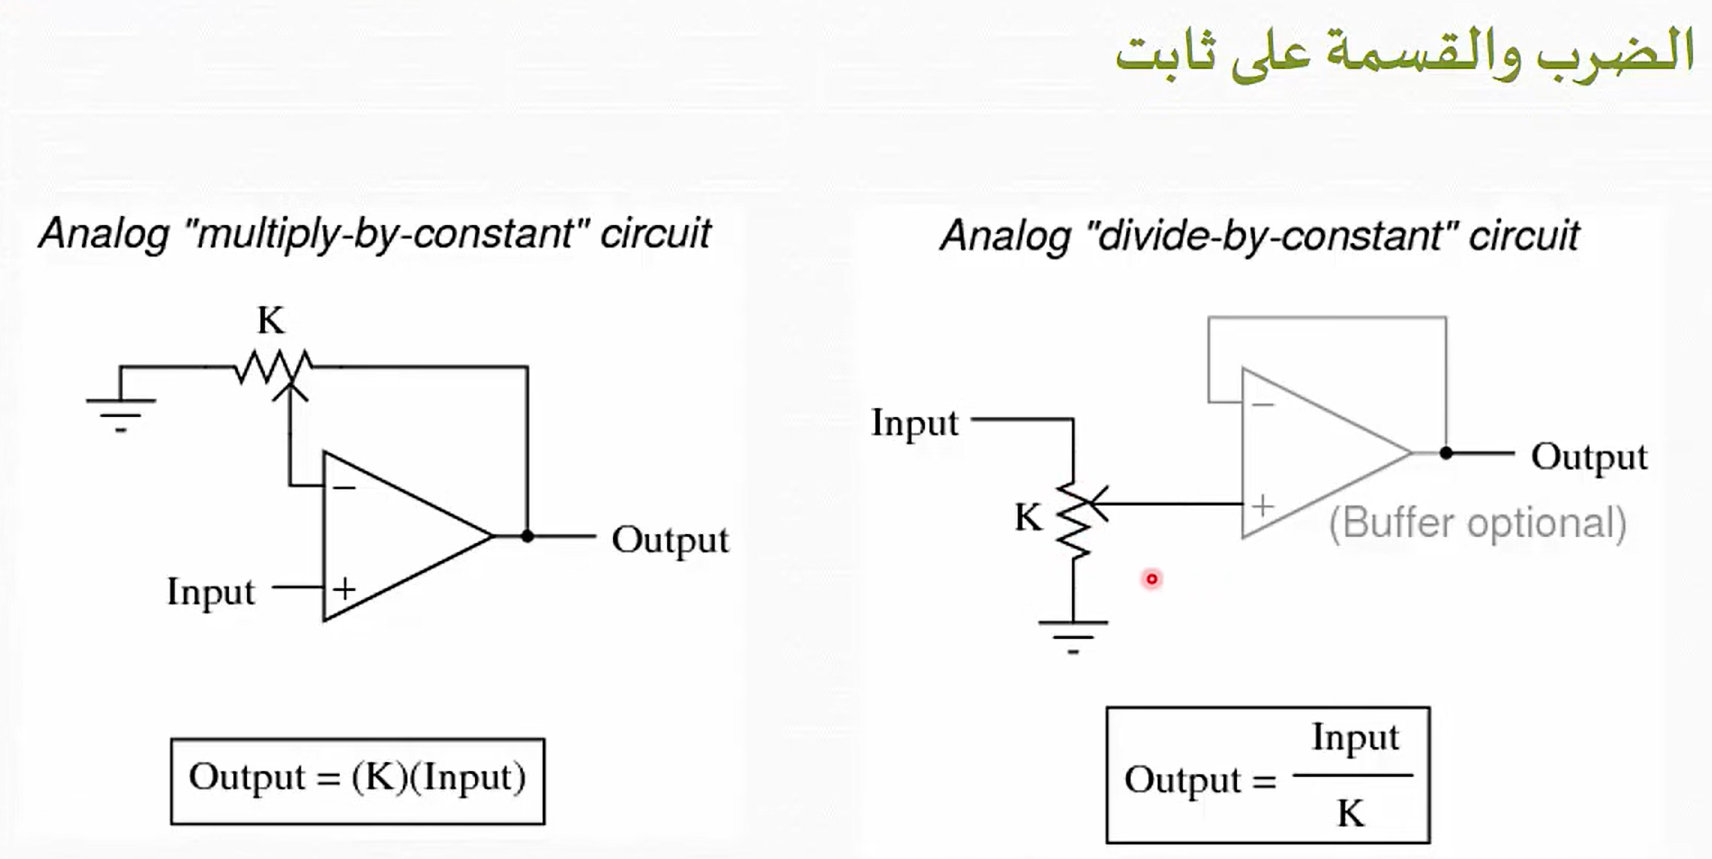 الضرب والقسمة على ثابت
Analog "multiply-by-constant" circuit
K
−
+
Input
Output
Output = (K)(Input)
Analog "divide-by-constant" circuit
Input
K
−
+
Output
(Buffer optional)
Output = Input
K